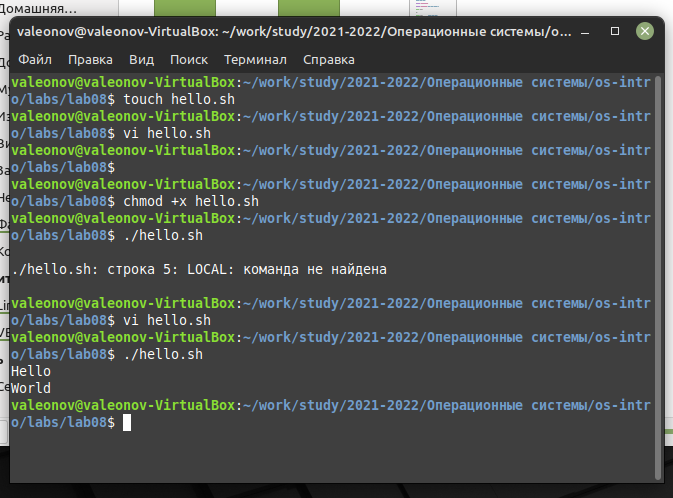 Домашняя...
valeonov@valeonov-VirtualBox: ~/work/study/2021-2022/Операционные системы/o...
Файл Правка Вид Поиск Терминал Справка
valeonov@valeonov-VirtualBox:~/work/study/2021-2022/Операционные системы/os-intr
o/labs/lab08$ touch hello.sh
valeonov@valeonov-VirtualBox:~/work/study/2021-2022/Операционные системы/os-intr
o/labs/lab08$ vi hello.sh
valeonov@valeonov-VirtualBox:~/work/study/2021-2022/Операционные системы/os-intr
o/labs/lab08$
valeonov@valeonov-VirtualBox:~/work/study/2021-2022/Операционные системы/os-intr
o/labs/lab08$ chmod +x hello.sh
valeonov@valeonov-VirtualBox:~/work/study/2021-2022/Операционные системы/os-intr
o/labs/lab08$ ./hello.sh
./hello.sh: строка 5: LOCAL: команда не найдена
valeonov@valeonov-VirtualBox:~/work/study/2021-2022/Операционные системы/os-intr
o/labs/lab08$ vi hello.sh
valeonov@valeonov-VirtualBox:~/work/study/2021-2022/Операционные системы/os-intr
o/labs/lab08$ ./hello.sh
Hello
World
valeonov@valeonov-VirtualBox:~/work/study/2021-2022/Операционные системы/os-intr
o/labs/lab08$